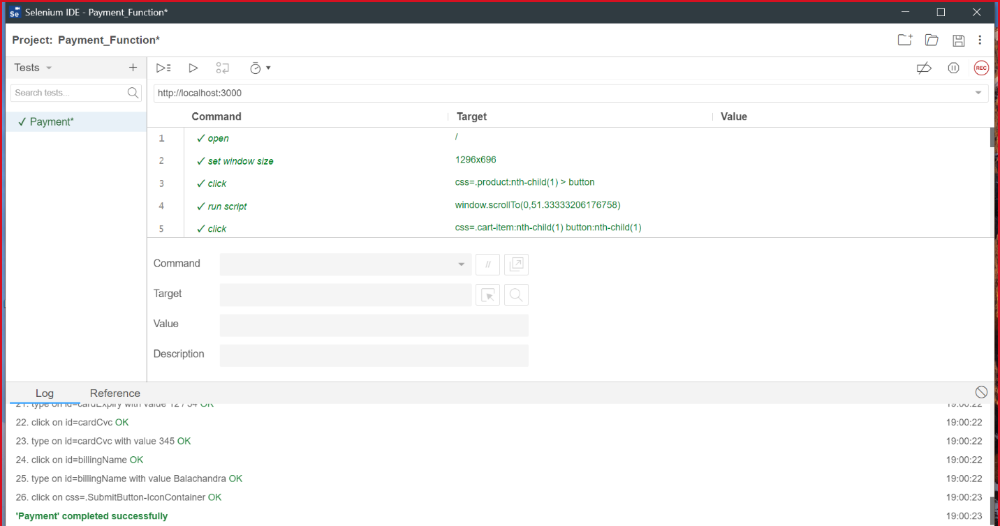 Se Selenium IDE - Payment_Function*
Project: Payment_Function*
Tests
Search tests...
✓ Payment*
REC
http://localhost:3000
Command Target Value
1 ✓ open /
2 ✓ set window size 1296x696
3 ✓ click css=.product:nth-child(1) > button
4 ✓ run script window.scrollTo(0,51.33333206176758)
5 ✓ click css=.cart-item:nth-child(1) button:nth-child(1)
Command //
Target
Value
Description
Log Reference
21. type on id=cardExpiry with value 12 / 34 OK 19:00:22
22. click on id=cardCvc OK 19:00:22
23. type on id=cardCvc with value 345 OK 19:00:22
24. click on id=billingName OK 19:00:22
25. type on id=billingName with value Balachandra OK 19:00:22
26. click on css=.SubmitButton-IconContainer OK 19:00:23
'Payment' completed successfully 19:00:23